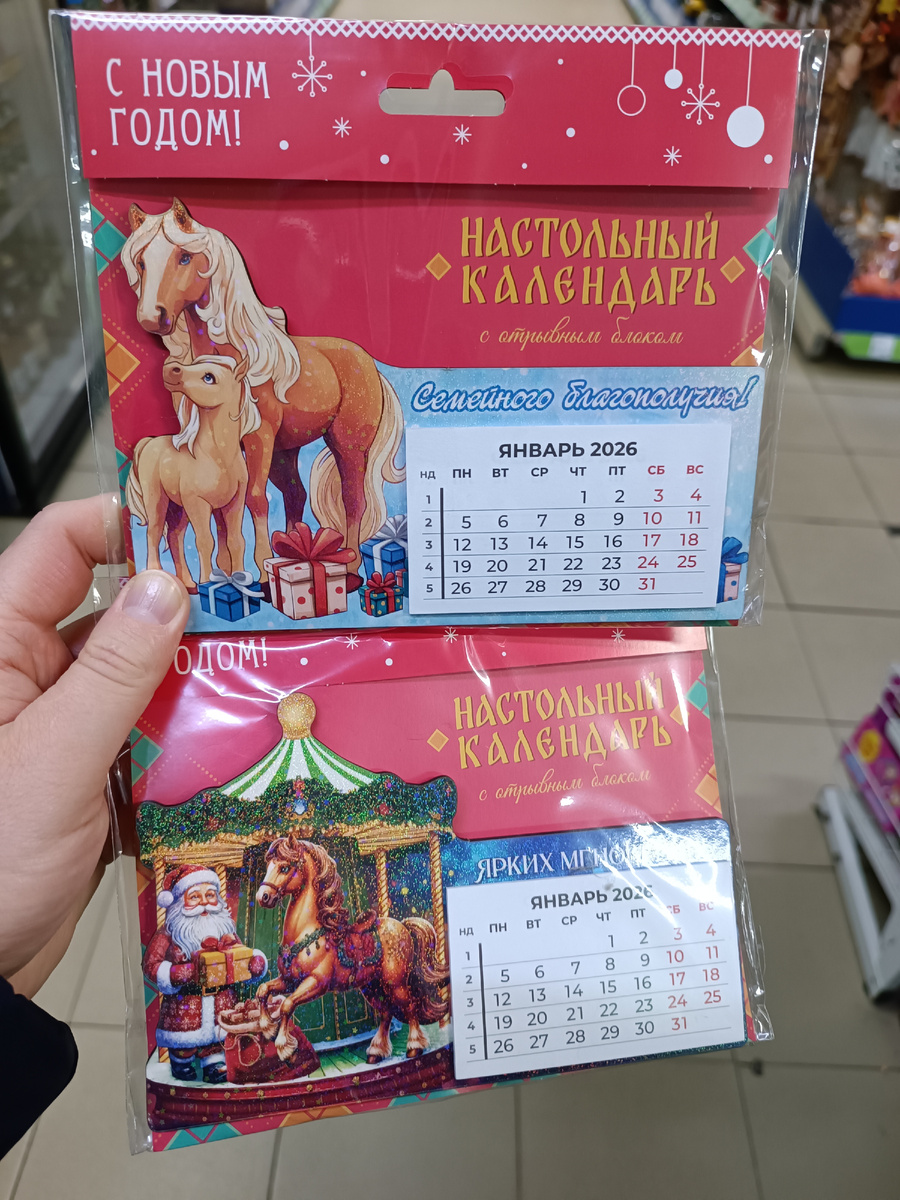 С НОВЫМ
ГОДОМ!
НАСТОЛЬНЫЙ
КАЛЕНДАРЬ
с отрывным блоком
Семейного благополучия!
ЯНВАРЬ 2026
НД ПН ВТ СР ЧТ ПТ СБ ВС
1 1 2 3 4
2 5 6 7 8 9 10 11
3 12 13 14 15 16 17 18
4 19 20 21 22 23 24 25
5 26 27 28 29 30 31
ОДОМ!
НАСТОЛЬНЫЙ
КАЛЕНДАРЬ
с отрывным блоком
ЯРКИХ
ЯНВАРЬ 2026
НД ПН ВТ СР ЧТ ПТ СБ ВС
1 1 2 3 4
2 5 6 7 8 9 10 11
3 12 13 14 15 16 17 18
4 19 20 21 22 23 24 25
5 26 27 28 29 30 31